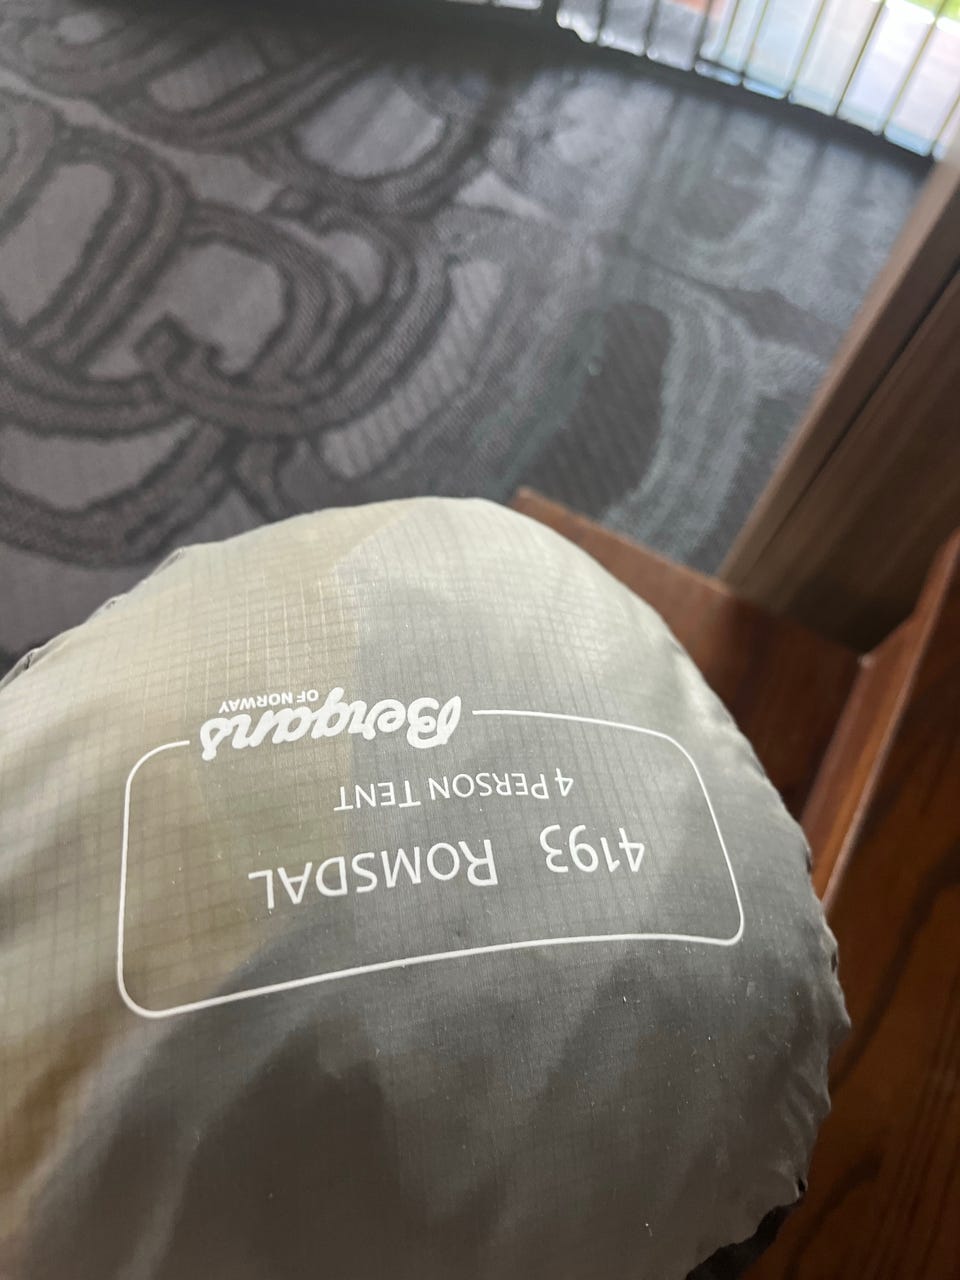 Bergans
OF NORWAY
4 PERSON TENT
4193 ROMSDAL